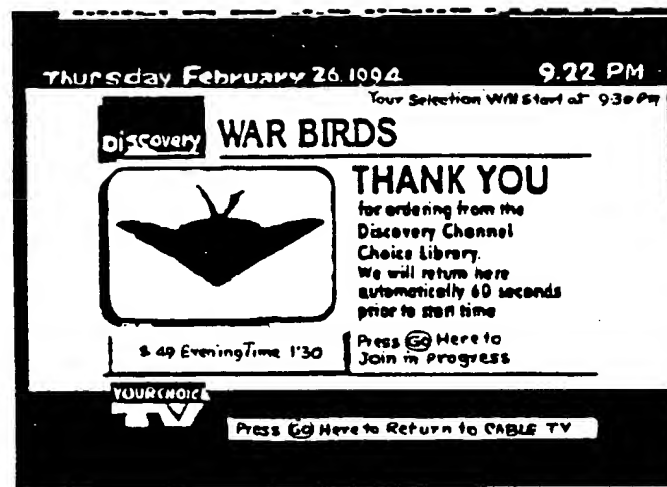 Thursday February 26.1994 9.22 PM
Your Selection Will Start at 9:30 PM
Discovery WAR BIRDS
THANK YOU
for ordering from the
Discovery Channel
Choice Library.
We will return here
automatically 60 seconds
prior to start time
$ .49 Evening Time 1'30
Press GO Here to
Join in Progress
YOUR CHOICE
TV
Press GO Here to Return to CABLE TV